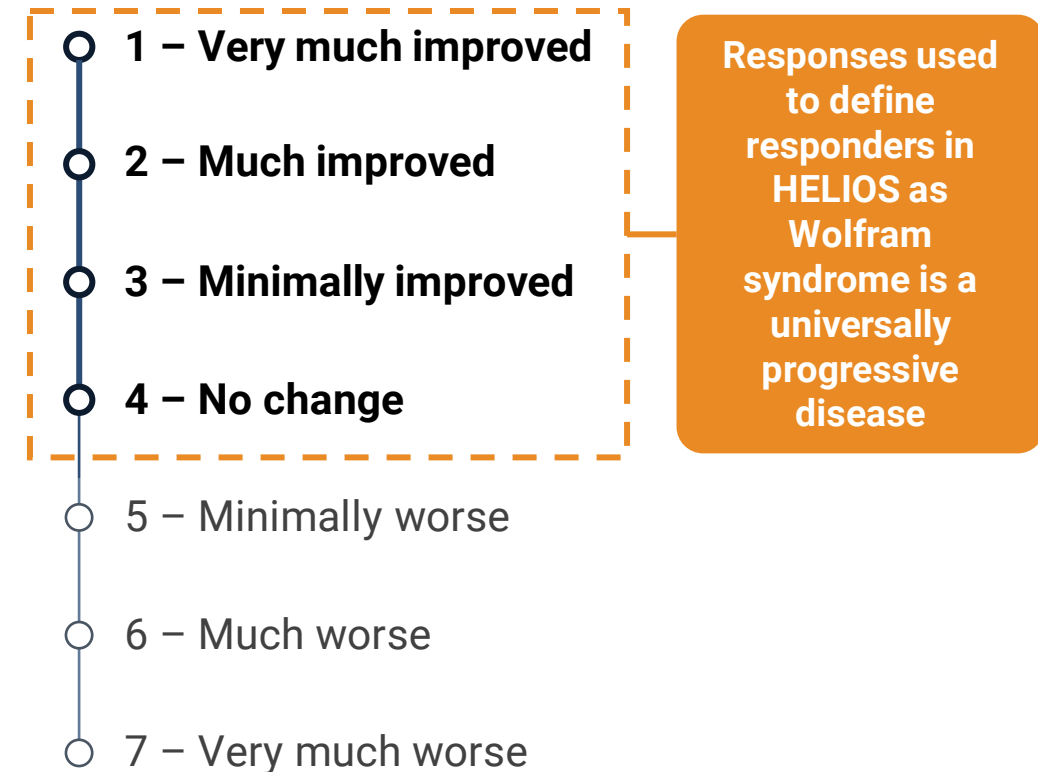 1 – Very much improved
2 – Much improved
3 – Minimally improved
4 – No change
5 – Minimally worse
6 – Much worse
7 – Very much worse
Responses used
to define
responders in
HELIOS as
Wolfram
syndrome is a
universally
progressive
disease